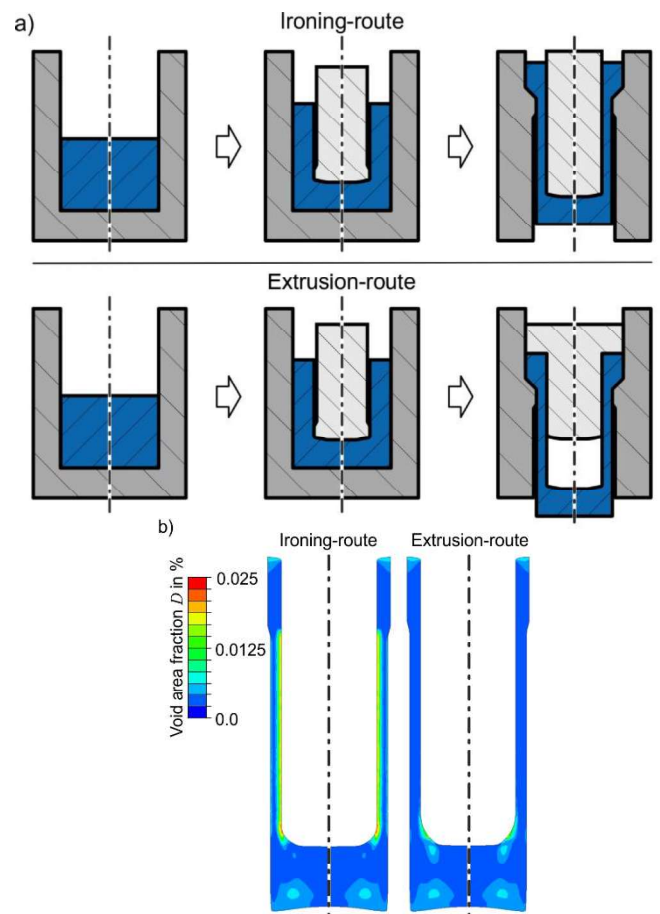 a)
Ironing-route
Extrusion-route
b)
Ironing-route Extrusion-route
Void area fraction D in %
0.025
0.0125
0.0